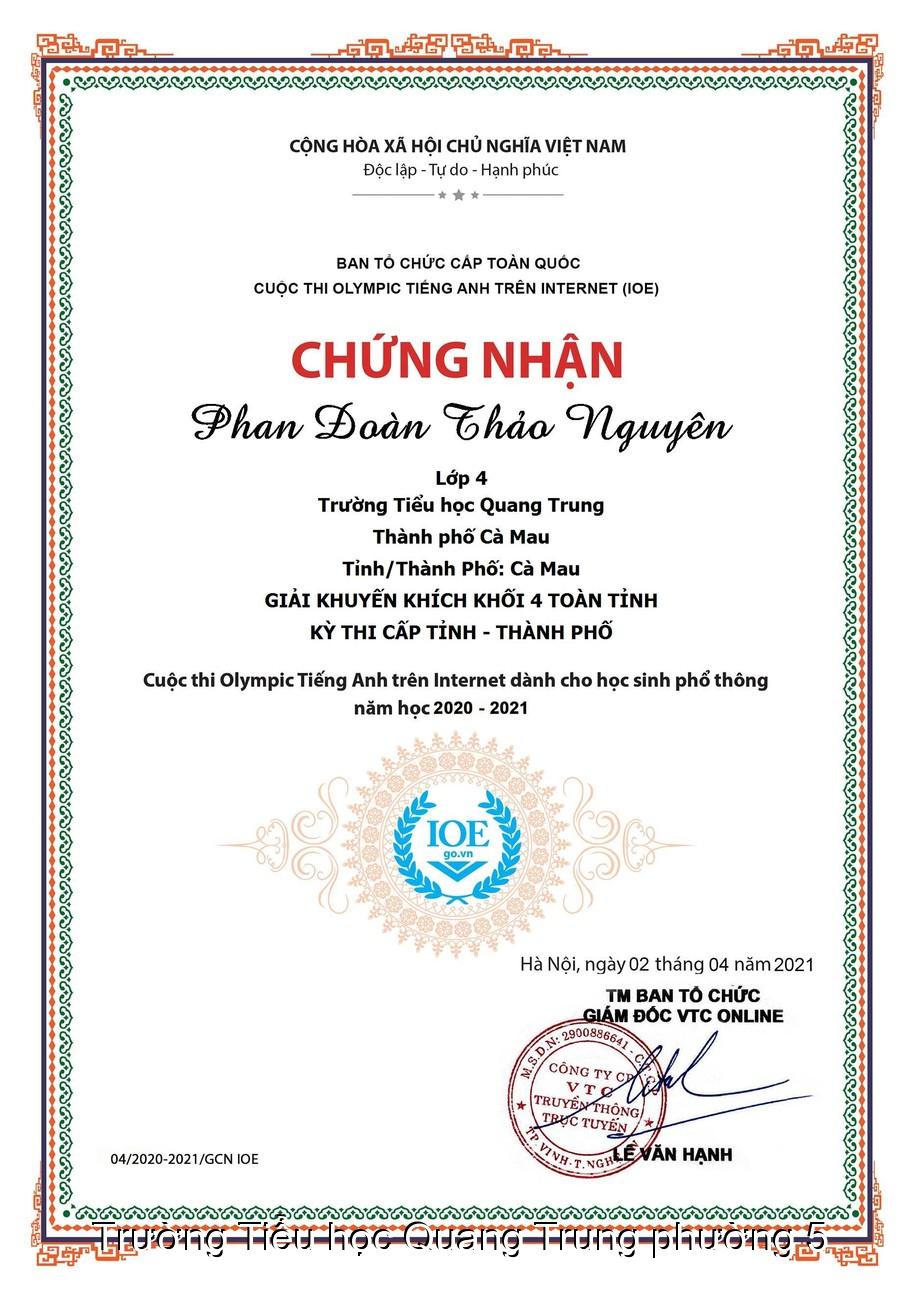 CỘNG HÒA XÃ HỘI CHỦ NGHĨA VIỆT NAM
Độc lập - Tự do - Hạnh phúc
BAN TỔ CHỨC CẤP TOÀN QUỐC
CUỘC THI OLYMPIC TIẾNG ANH TRÊN INTERNET (IOE)
CHỨNG NHẬN
Phan Đoàn Thảo Nguyên
Lớp 4
Trường Tiểu học Quang Trung
Thành phố Cà Mau
Tỉnh/Thành Phố: Cà Mau
GIẢI KHUYẾN KHÍCH KHỐI 4 TOÀN TỈNH
KỲ THI CẤP TỈNH - THÀNH PHỐ
Cuộc thi Olympic Tiếng Anh trên Internet dành cho học sinh phổ thông
năm học 2020 - 2021
IOE
go.vn
Hà Nội, ngày 02 tháng 04 năm 2021
TM BAN TỔ CHỨC
GIÁM ĐỐC VTC ONLINE
M.S.D.N: 2900886641 - C.T.C.P
CÔNG TY CP
VTC
TRUYỀN THÔNG
TRỰC TUYẾN
TP.VINH-T.NGHỆ AN
LÊ VĂN HẠNH
04/2020-2021/GCN IOE
Trường Tiểu học Quang Trung phường 5